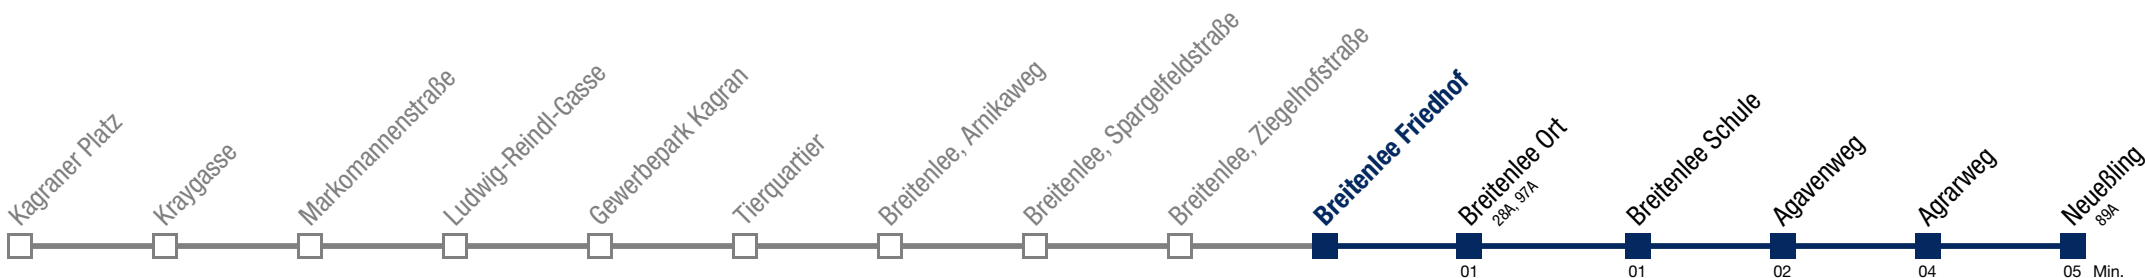 Kagraner Platz
Kraygasse
Markomannenstraße
Ludwig-Reindl-Gasse
Gewerbepark Kagran
Tierquartier
Breitenlee, Arnikaweg
Breitenlee, Spargelfeldstraße
Breitenlee, Ziegelhofstraße
Breitenlee Friedhof
Breitenlee Ort
28A, 97A
Breitenlee Schule
Agavenweg
Agrarweg
Neueßling
89A
01 01 02 04 05 Min.